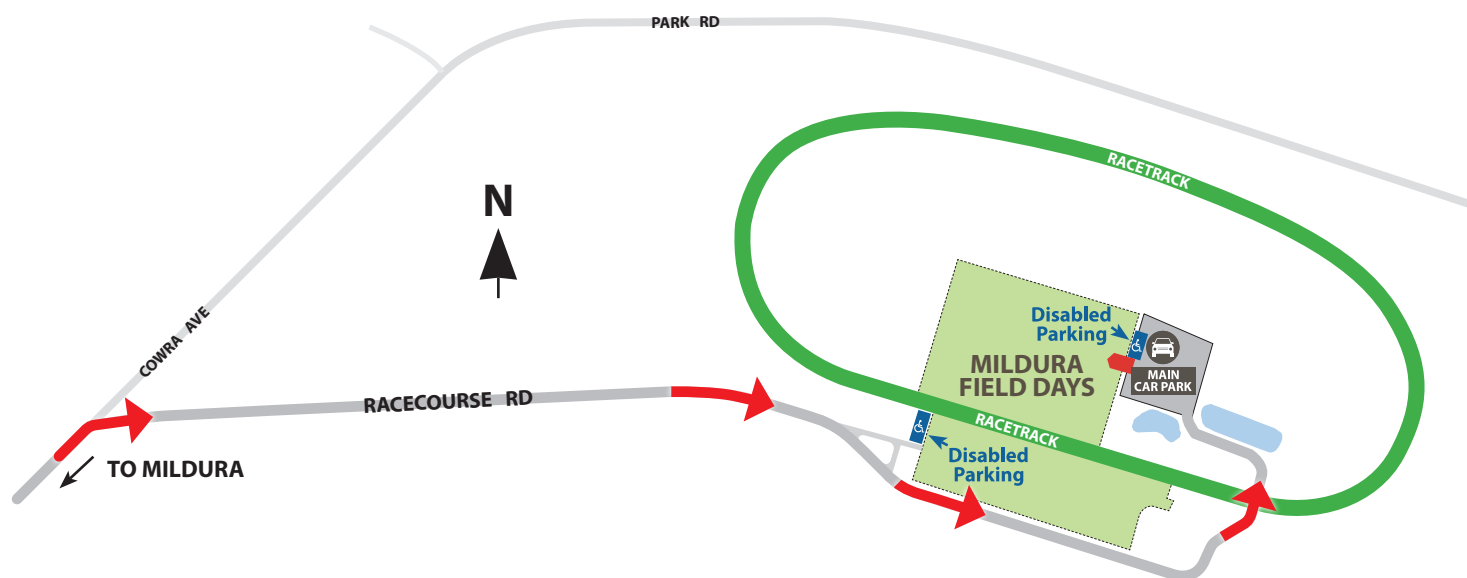 PARK RD
RACETRACK
N
COWRA AVE
Disabled
Parking
MILDURA
FIELD DAYS
MAIN
CAR PARK
RACECOURSE RD
RACETRACK
TO MILDURA
Disabled
Parking